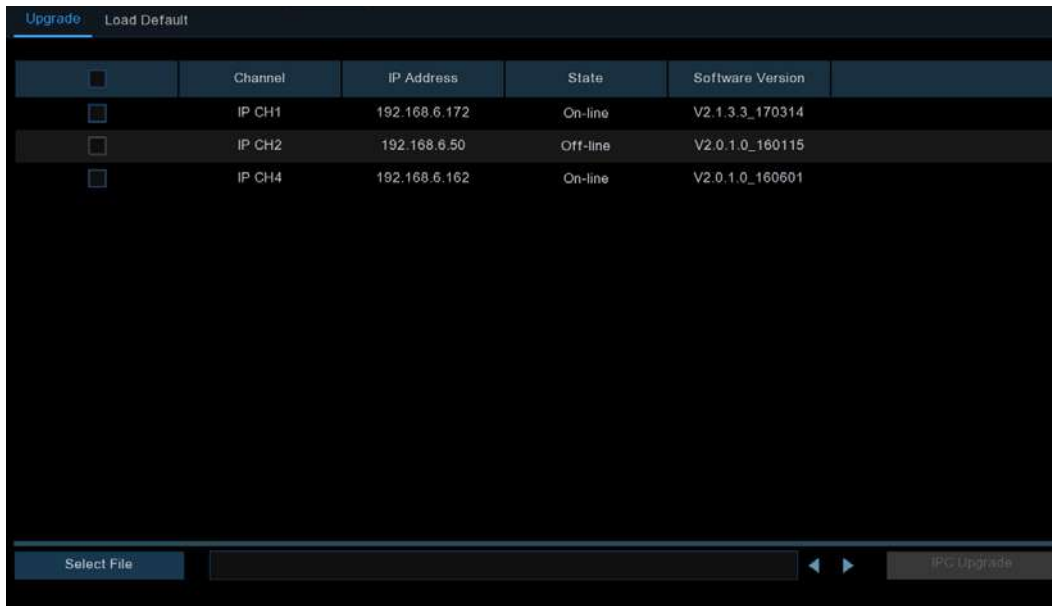 Upgrade Load Default
Channel IP Address State Software Version
IP CH1 192.168.6.172 On-line V2.1.3.3_170314
IP CH2 192.168.6.50 Off-line V2.0.1.0_160115
IP CH4 192.168.6.162 On-line V2.0.1.0_160601
Select File IPC Upgrade